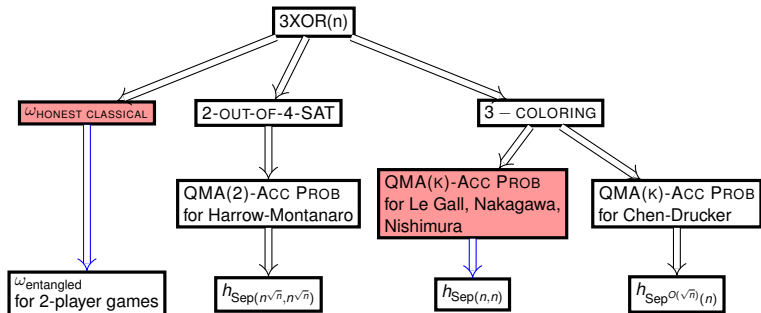 3XOR(n)
ωHONEST CLASSICAL
2-OUT-OF-4-SAT
3 − COLORING
QMA(2)-ACC PROB
for Harrow-Montanaro
QMA(K)-ACC PROB
for Le Gall, Nakagawa,
Nishimura
QMA(K)-ACC PROB
for Chen-Drucker
ωentangled
for 2-player games
hSep(n√n,n√n)
hSep(n,n)
hSepO(√n)(n)